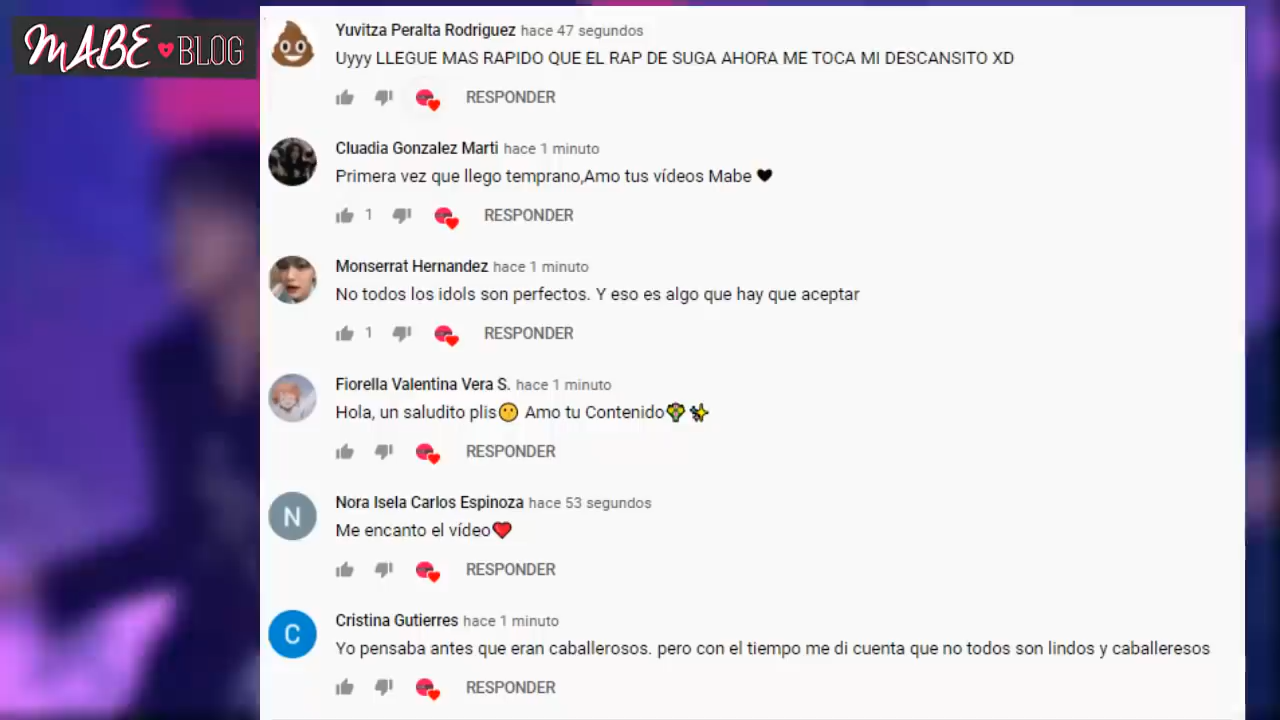 MABE BLOG
Yuvitza Peralta Rodriguez hace 47 segundos
Uyyy LLEGUE MAS RAPIDO QUE EL RAP DE SUGA AHORA ME TOCA MI DESCANSITO XD
RESPONDER
Cluadia Gonzalez Marti hace 1 minuto
Primera vez que llego temprano,Amo tus vídeos Mabe 🖤
1 RESPONDER
Monserrat Hernandez hace 1 minuto
No todos los idols son perfectos. Y eso es algo que hay que aceptar
1 RESPONDER
Fiorella Valentina Vera S. hace 1 minuto
Hola, un saludito plis😶 Amo tu Contenido💐✨
RESPONDER
N
Nora Isela Carlos Espinoza hace 53 segundos
Me encanto el vídeo❤️
RESPONDER
C
Cristina Gutierres hace 1 minuto
Yo pensaba antes que eran caballerosos. pero con el tiempo me di cuenta que no todos son lindos y caballeresos
RESPONDER